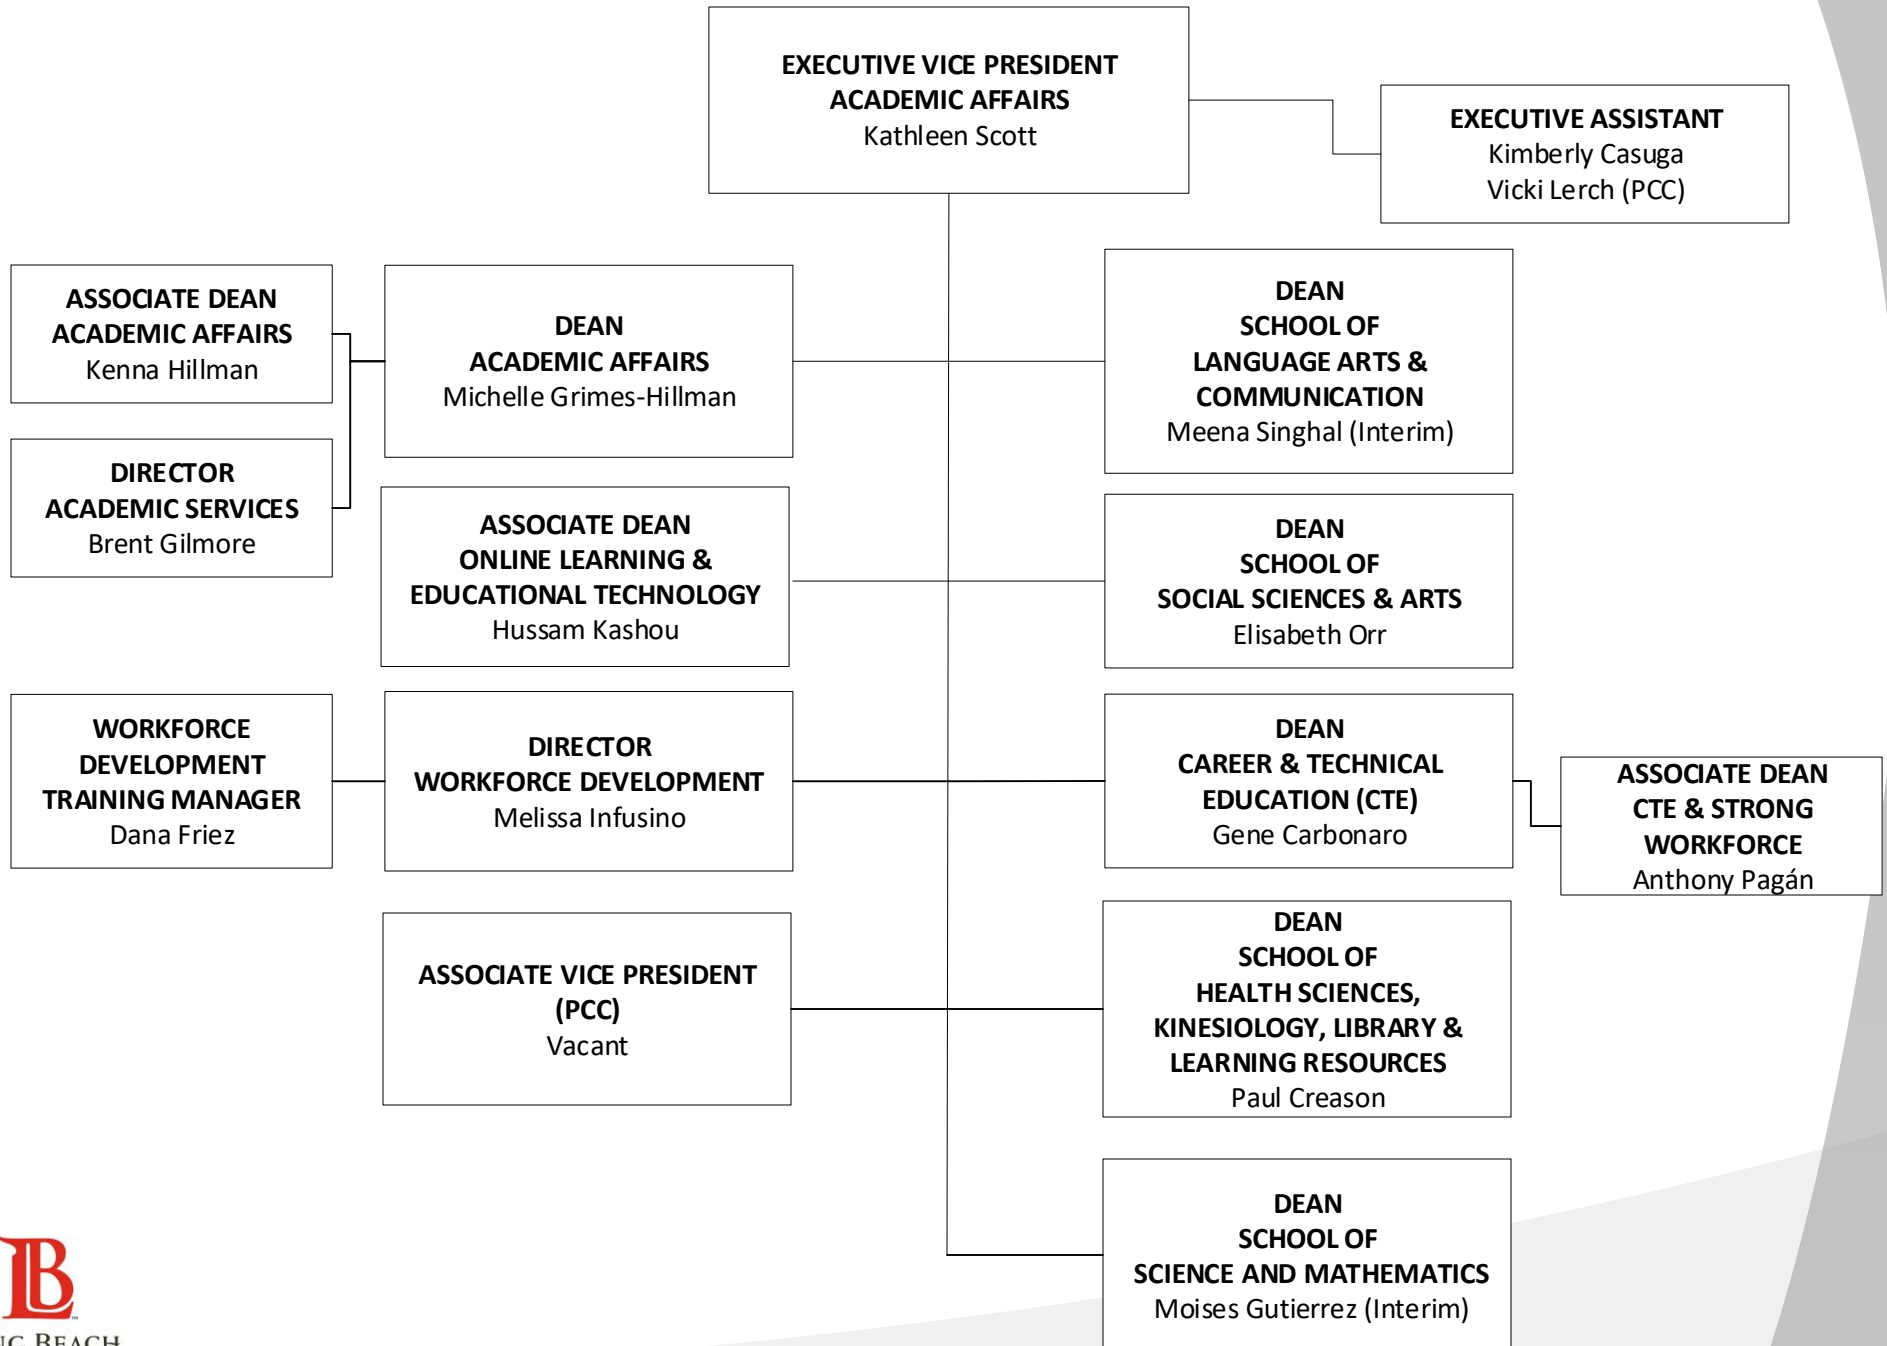 EXECUTIVE VICE PRESIDENT
ACADEMIC AFFAIRS
Kathleen Scott
EXECUTIVE ASSISTANT
Kimberly Casuga
Vicki Lerch (PCC)
ASSOCIATE DEAN
ACADEMIC AFFAIRS
Kenna Hillman
DEAN
ACADEMIC AFFAIRS
Michelle Grimes-Hillman
DEAN
SCHOOL OF
LANGUAGE ARTS &
COMMUNICATION
Meena Singhal (Interim)
DIRECTOR
ACADEMIC SERVICES
Brent Gilmore
ASSOCIATE DEAN
ONLINE LEARNING &
EDUCATIONAL TECHNOLOGY
Hussam Kashou
DEAN
SCHOOL OF
SOCIAL SCIENCES & ARTS
Elisabeth Orr
WORKFORCE
DEVELOPMENT
TRAINING MANAGER
Dana Friez
DIRECTOR
WORKFORCE DEVELOPMENT
Melissa Infusino
DEAN
CAREER & TECHNICAL
EDUCATION (CTE)
Gene Carbonaro
ASSOCIATE DEAN
CTE & STRONG
WORKFORCE
Anthony Pagán
ASSOCIATE VICE PRESIDENT
(PCC)
Vacant
DEAN
SCHOOL OF
HEALTH SCIENCES,
KINESIOLOGY, LIBRARY &
LEARNING RESOURCES
Paul Creason
DEAN
SCHOOL OF
SCIENCE AND MATHEMATICS
Moises Gutierrez (Interim)
LB
BEACH